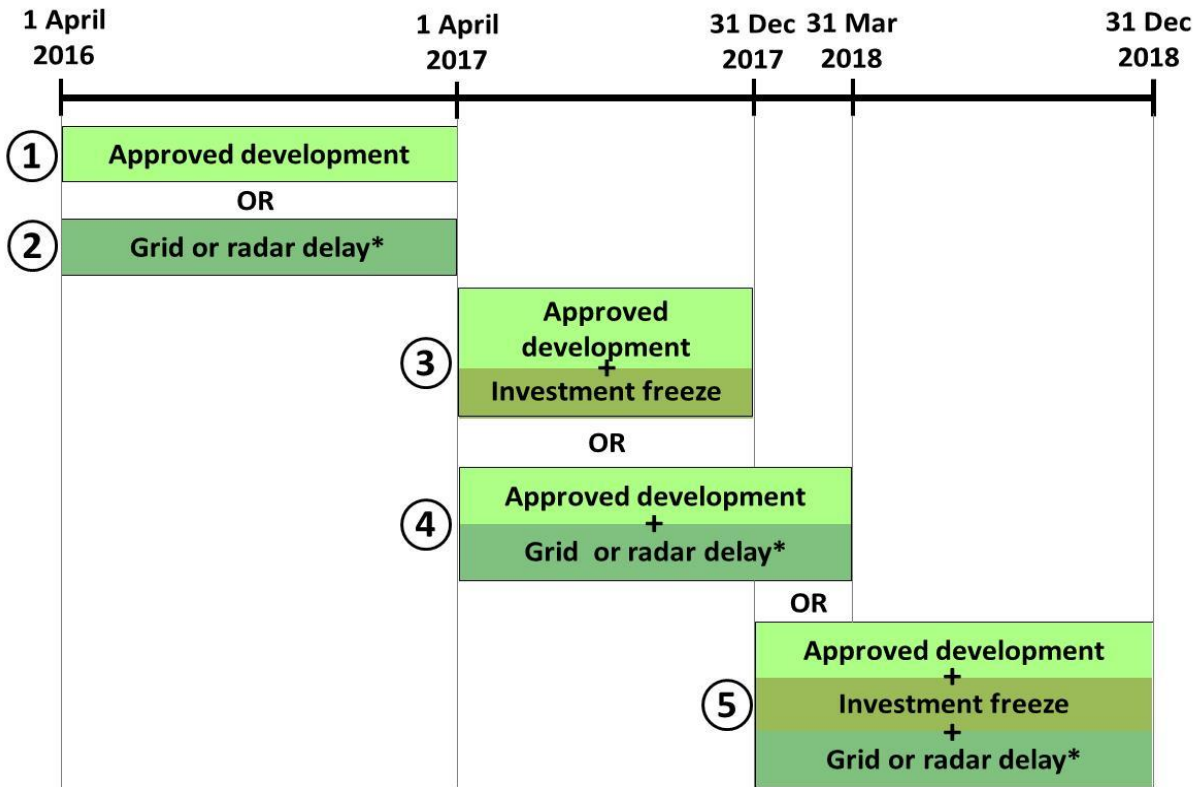 1 April 2016
1 April 2017
31 Dec 2017
31 Mar 2018
31 Dec 2018
1
Approved development
OR
2
Grid or radar delay*
3
Approved
development
+
Investment freeze
OR
4
Approved development
+
Grid or radar delay*
OR
5
Approved development
+
Investment freeze
+
Grid or radar delay*